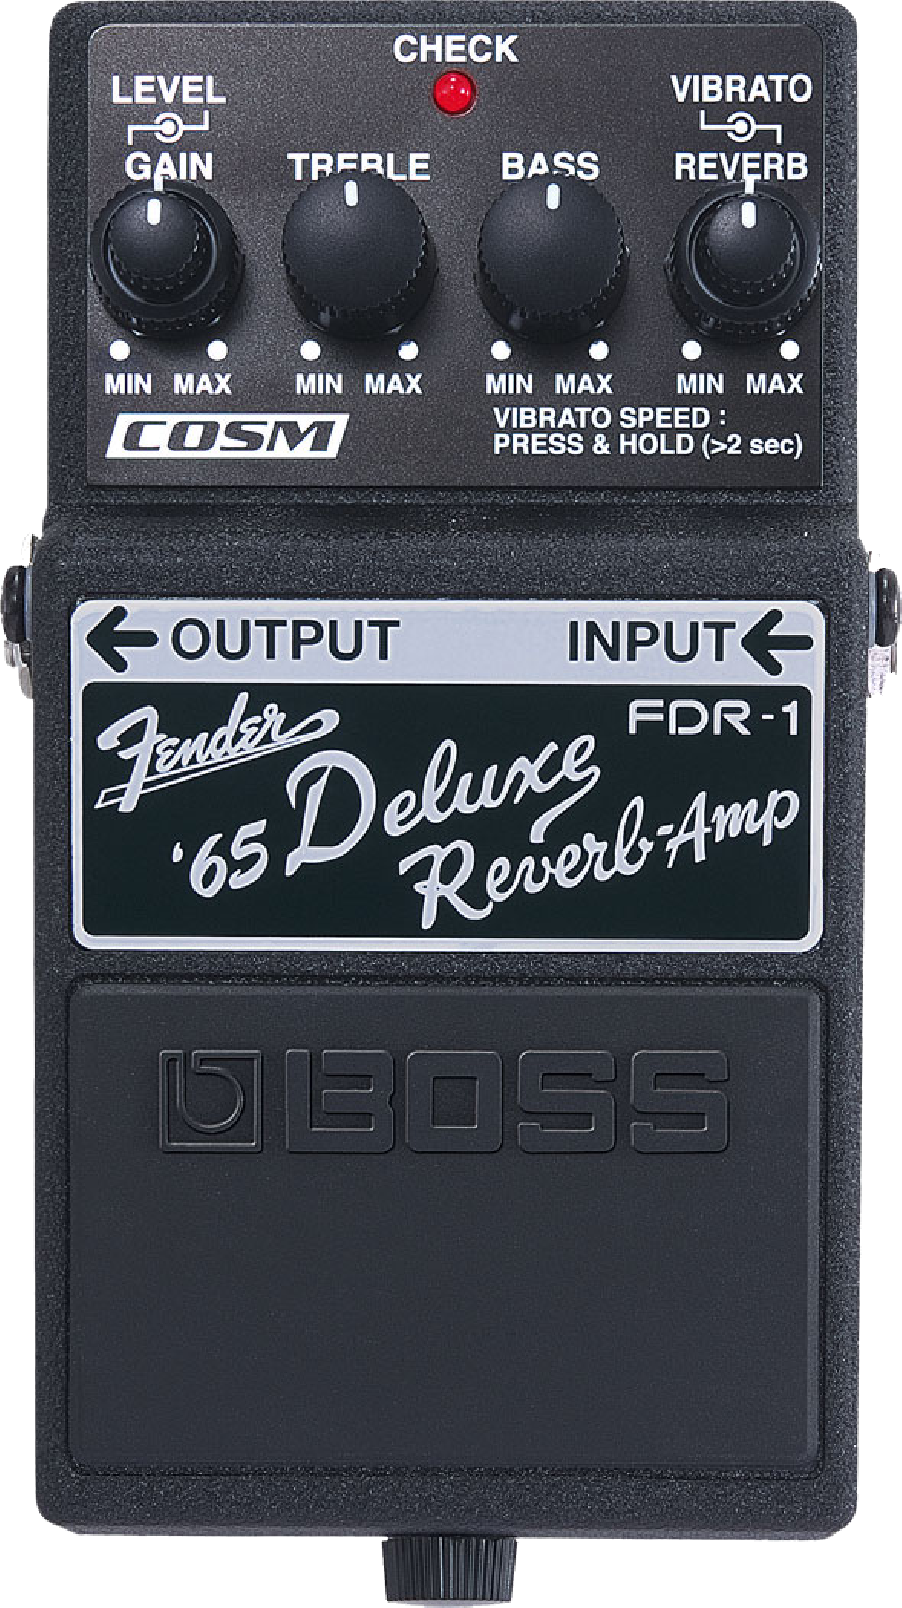 CHECK
LEVEL VIBRATO
GAIN TREBLE BASS REVERB
MIN MAX MIN MAX MIN MAX MIN MAX
COSM
VIBRATO SPEED :
PRESS & HOLD (>2 sec)
OUTPUT INPUT
FDR-1
Fender
'65 Deluxe
Reverb-Amp
BOSS